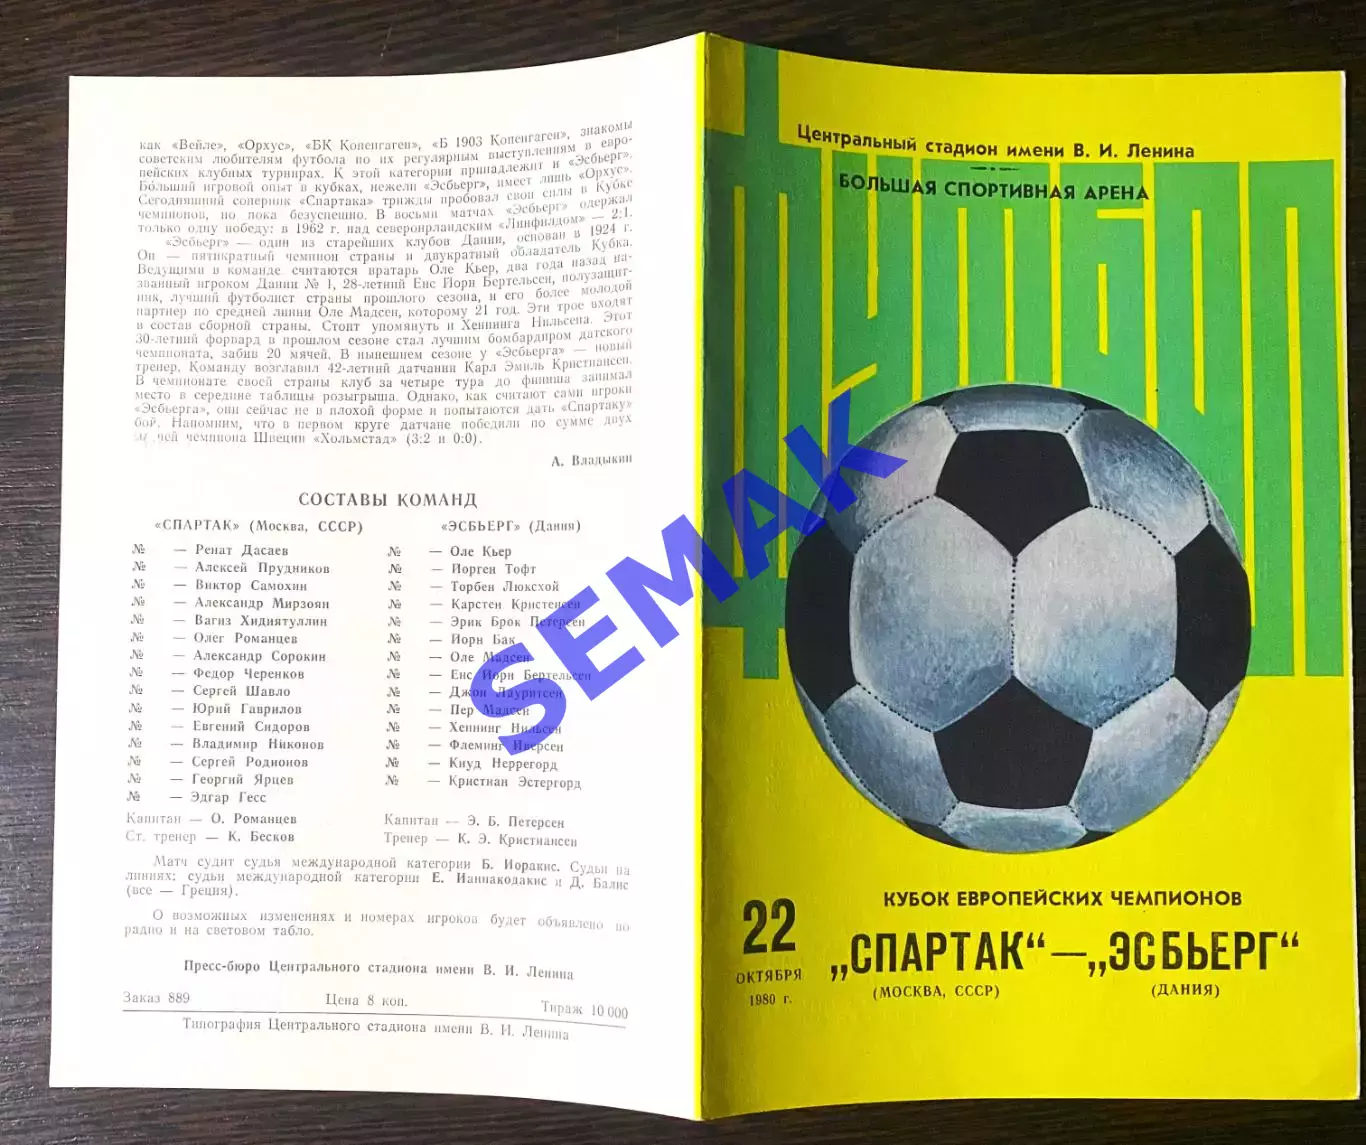 как «Вейле», «Орхус», «БК Копенгаген», «Б 1903 Копенгаген», знакомы
советским любителям футбола по их регулярным выступлениям в евро-
пейских клубных турнирах. К этой категории принадлежит и «Эсбьерг».
Больший игровой опыт в кубках, нежели «Эсбьерг», имеет лишь «Орхус».
Сегодняшний соперник «Спартака» трижды пробовал свои силы в Кубке
чемпионов, но пока безуспешно. В восьми матчах «Эсбьерг» одержал
только одну победу: в 1962 г. над североирландским «Линфилдом» — 2:1.
«Эсбьерг» — один из старейших клубов Дании, основан в 1924 г.
Он — пятикратный чемпион страны и двукратный обладатель Кубка.
Ведущими в команде считаются вратарь Оле Кьер, два года назад на-
званный игроком Дании № 1, 28-летний Енс Йорн Бертельсен, полузащит-
ник, лучший футболист страны прошлого сезона, и его более молодой
партнер по средней линии Оле Мадсен, которому 21 год. Эти трое входят
в состав сборной страны. Стоит упомянуть и Хеннинга Нильсена. Этот
30-летний форвард в прошлом сезоне стал лучшим бомбардиром датского
чемпионата, забив 20 мячей. В нынешнем сезоне у «Эсбьерга» — новый
тренер. Команду возглавил 42-летний датчанин Карл Эмиль Кристиансен.
В чемпионате своей страны клуб за четыре тура до финиша занимал
место в середине таблицы розыгрыша. Однако, как считают сами игроки
«Эсбьерга», они сейчас не в плохой форме и попытаются дать «Спартаку»
бой. Напомним, что в первом круге датчане победили по сумме двух
матчей чемпиона Швеции «Хольмстад» (3:2 и 0:0).
А. Владыкин
СОСТАВЫ КОМАНД
«СПАРТАК» (Москва, СССР) «ЭСБЬЕРГ» (Дания)
№ — Ренат Дасаев № — Оле Кьер
№ — Алексей Прудников № — Йорген Тофт
№ — Виктор Самохин № — Торбен Люксхой
№ — Александр Мирзоян № — Карстен Кристенсен
№ — Вагиз Хидиятуллин № — Эрик Брок Петерсен
№ — Олег Романцев № — Йорн Бак
№ — Александр Сорокин № — Оле Мадсен
№ — Федор Черенков № — Енс Йорн Бертельсен
№ — Сергей Шавло № — Джон Лауритсен
№ — Юрий Гаврилов № — Пер Мадсен
№ — Евгений Сидоров № — Хеннинг Нильсен
№ — Владимир Никонов № — Флеминг Иверсен
№ — Сергей Родионов № — Кнуд Неррегорд
№ — Георгий Ярцев № — Кристиан Эстергорд
№ — Эдгар Гесс
Капитан — О. Романцев Капитан — Э. Б. Петерсен
Ст. тренер — К. Бесков Тренер — К. Э. Кристиансен
Матч судит судья международной категории Б. Иоракис. Судьи на
линиях: судьи международной категории Е. Ианнакодакис и Д. Балис
(все — Греция).
О возможных изменениях и номерах игроков будет объявлено по
радио и на световом табло.
Пресс-бюро Центрального стадиона имени В. И. Ленина
Заказ 889 Цена 8 коп. Тираж 10 000
Типография Центрального стадиона имени В. И. Ленина
Центральный стадион имени В. И. Ленина
БОЛЬШАЯ СПОРТИВНАЯ АРЕНА
ФУТБОЛ
КУБОК ЕВРОПЕЙСКИХ ЧЕМПИОНОВ
22 ОКТЯБРЯ 1980 г.
„СПАРТАК“ — „ЭСБЬЕРГ“
(МОСКВА, СССР) (ДАНИЯ)
SEMAK